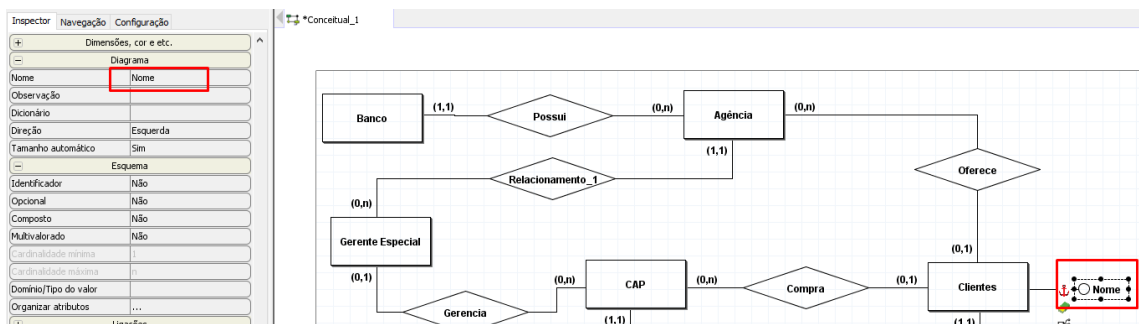 Inspector Navegação Configuração
*Conceitual_1
Dimensões, cor e etc.
Diagrama
Nome Nome
Observação
Dicionário
Direção Esquerda
Tamanho automático Sim
Esquema
Identificador Não
Opcional Não
Composto Não
Multivalorado Não
Cardinalidade mínima 1
Cardinalidade máxima n
Domínio/Tipo do valor
Organizar atributos ...
Ligações
Banco (1,1) Possui (0,n) Agência (0,n)
(1,1)
Relacionamento_1 Oferece
(0,n)
Gerente Especial (0,1)
(0,1) (0,n) CAP (0,n) Compra (0,1) Clientes Nome
Gerencia (1,1) (1,1)